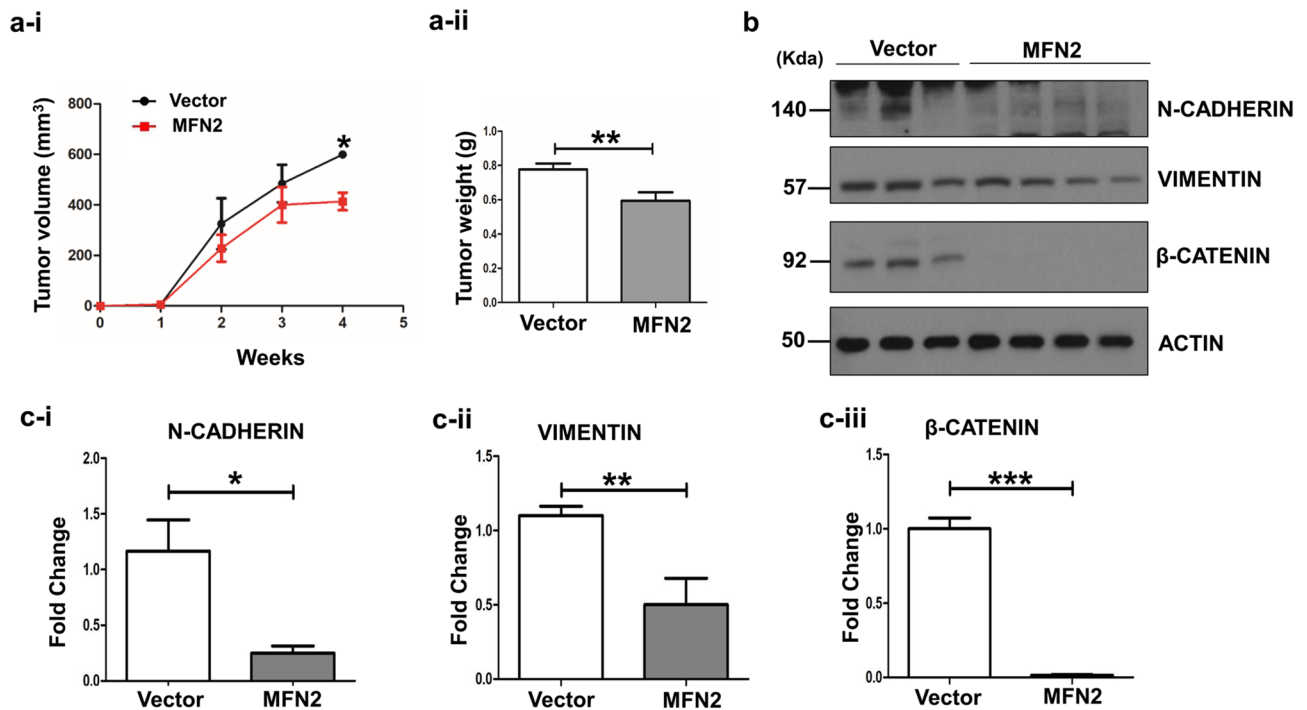 a-i
Vector
MFN2
Tumor volume (mm³)
800
600
400
200
0
*
0 1 2 3 4 5
Weeks
a-ii
Tumor weight (g)
1.0
0.8
0.6
0.4
0.2
0.0
**
Vector MFN2
b
(Kda) Vector MFN2
140 N-CADHERIN
57 VIMENTIN
92 β-CATENIN
50 ACTIN
c-i
N-CADHERIN
Fold Change
2.0
1.5
1.0
0.5
0.0
*
Vector MFN2
c-ii
VIMENTIN
Fold Change
1.5
1.0
0.5
0.0
**
Vector MFN2
c-iii
β-CATENIN
Fold Change
1.5
1.0
0.5
0.0
***
Vector MFN2